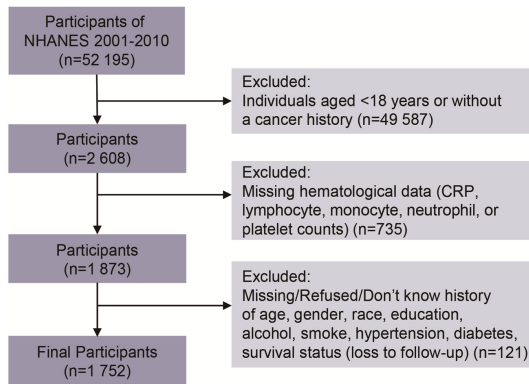 Participants of
NHANES 2001-2010
(n=52 195)
Excluded:
Individuals aged <18 years or without
a cancer history (n=49 587)
Participants
(n=2 608)
Excluded:
Missing hematological data (CRP,
lymphocyte, monocyte, neutrophil, or
platelet counts) (n=735)
Participants
(n=1 873)
Excluded:
Missing/Refused/Don't know history
of age, gender, race, education,
alcohol, smoke, hypertension, diabetes,
survival status (loss to follow-up) (n=121)
Final Participants
(n=1 752)